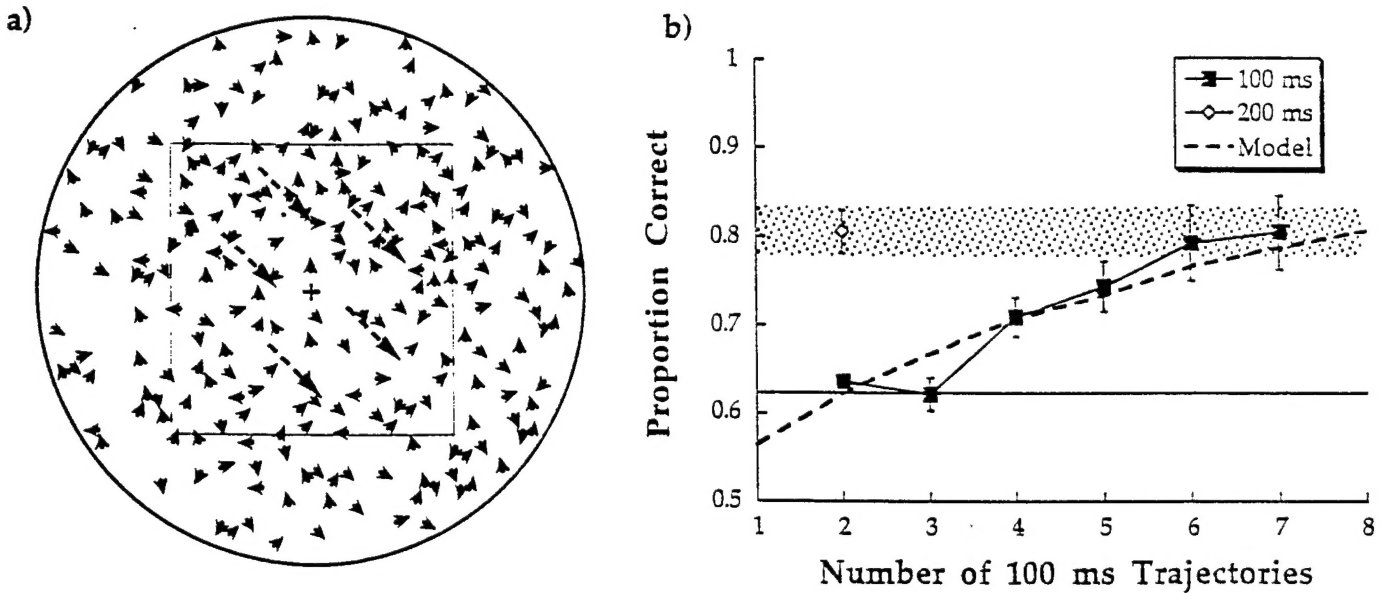 a)
b)
Proportion Correct
1
0.9
0.8
0.7
0.6
0.5
100 ms
200 ms
Model
1 2 3 4 5 6 7 8
Number of 100 ms Trajectories